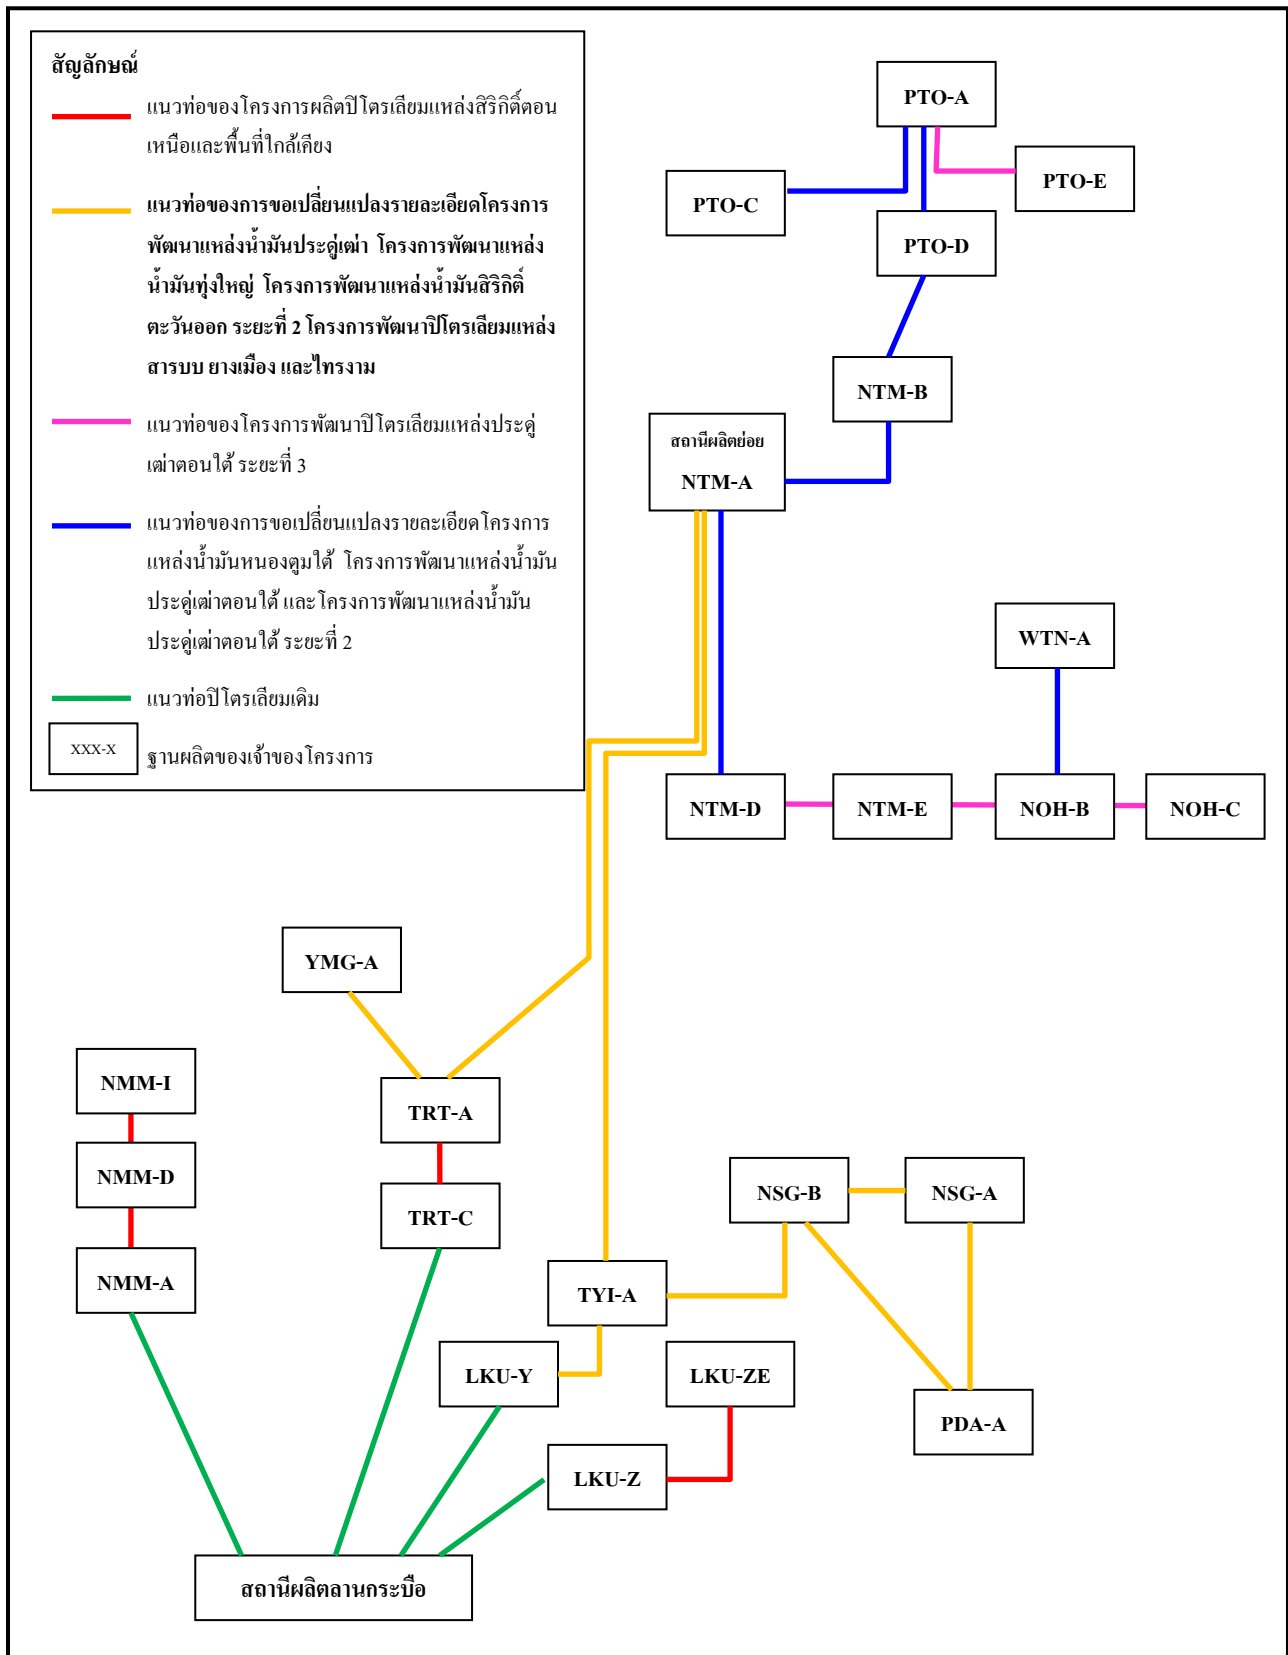 สัญลักษณ์
แนวท่อของโครงการผลิตปิโตรเลียมแหล่งสิริกิติ์ตอน
เหนือและพื้นที่ใกล้เคียง
แนวท่อของการขอเปลี่ยนแปลงรายละเอียดโครงการ
พัฒนาแหล่งน้ำมันประดู่เฒ่า โครงการพัฒนาแหล่ง
น้ำมันทุ่งใหญ่ โครงการพัฒนาแหล่งน้ำมันสิริกิติ์
ตะวันออก ระยะที่ 2 โครงการพัฒนาปิโตรเลียมแหล่ง
สารบบ ยางเมือง และไทรงาม
แนวท่อของโครงการพัฒนาปิโตรเลียมแหล่งประดู่
เฒ่าตอนใต้ ระยะที่ 3
แนวท่อของการขอเปลี่ยนแปลงรายละเอียดโครงการ
แหล่งน้ำมันหนองตูมใต้ โครงการพัฒนาแหล่งน้ำมัน
ประดู่เฒ่าตอนใต้ และโครงการพัฒนาแหล่งน้ำมัน
ประดู่เฒ่าตอนใต้ ระยะที่ 2
แนวท่อปิโตรเลียมเดิม
XXX-X
ฐานผลิตของเจ้าของโครงการ
PTO-A
PTO-E
PTO-C
PTO-D
NTM-B
สถานีผลิตย่อย
NTM-A
WTN-A
NTM-D
NTM-E
NOH-B
NOH-C
YMG-A
NMM-I
TRT-A
NMM-D
NSG-B
NSG-A
TRT-C
NMM-A
TYI-A
LKU-Y
LKU-ZE
PDA-A
LKU-Z
สถานีผลิตลานกระบือ